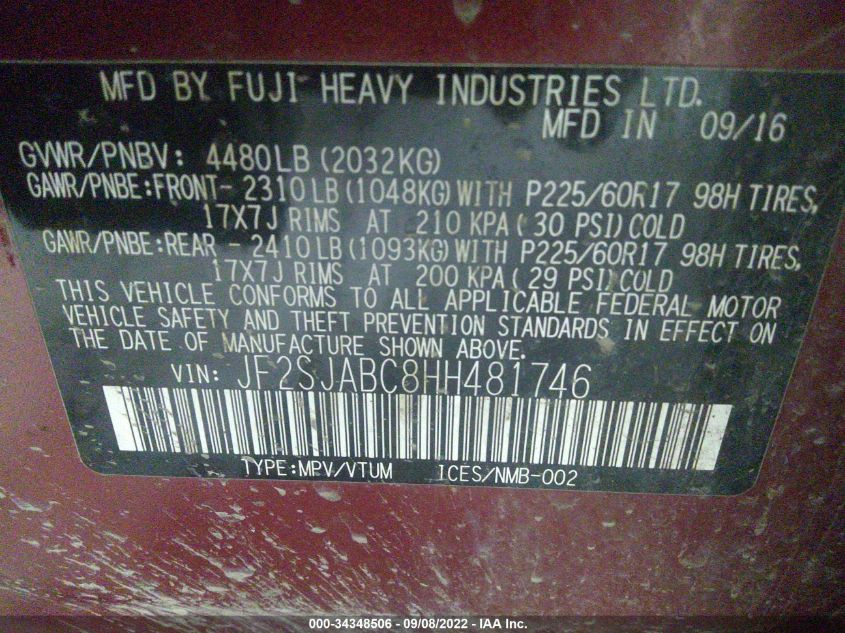 MFD BY FUJI HEAVY INDUSTRIES LTD.
MFD IN 09/16
GVWR/PNBV: 4480LB (2032KG)
GAWR/PNBE:FRONT- 2310LB (1048KG) WITH P225/60R17 98H TIRES,
17X7J RIMS AT 210 KPA (30 PSI) COLD
GAWR/PNBE:REAR - 2410LB (1093KG) WITH P225/60R17 98H TIRES,
17X7J RIMS AT 200 KPA (29 PSI) COLD
THIS VEHICLE CONFORMS TO ALL APPLICABLE FEDERAL MOTOR
VEHICLE SAFETY AND THEFT PREVENTION STANDARDS IN EFFECT ON
THE DATE OF MANUFACTURE SHOWN ABOVE.
VIN: JF2SJABC8HH481746
TYPE:MPV/VTUM ICES/NMB-002
000-34348506 - 09/08/2022 - IAA Inc.